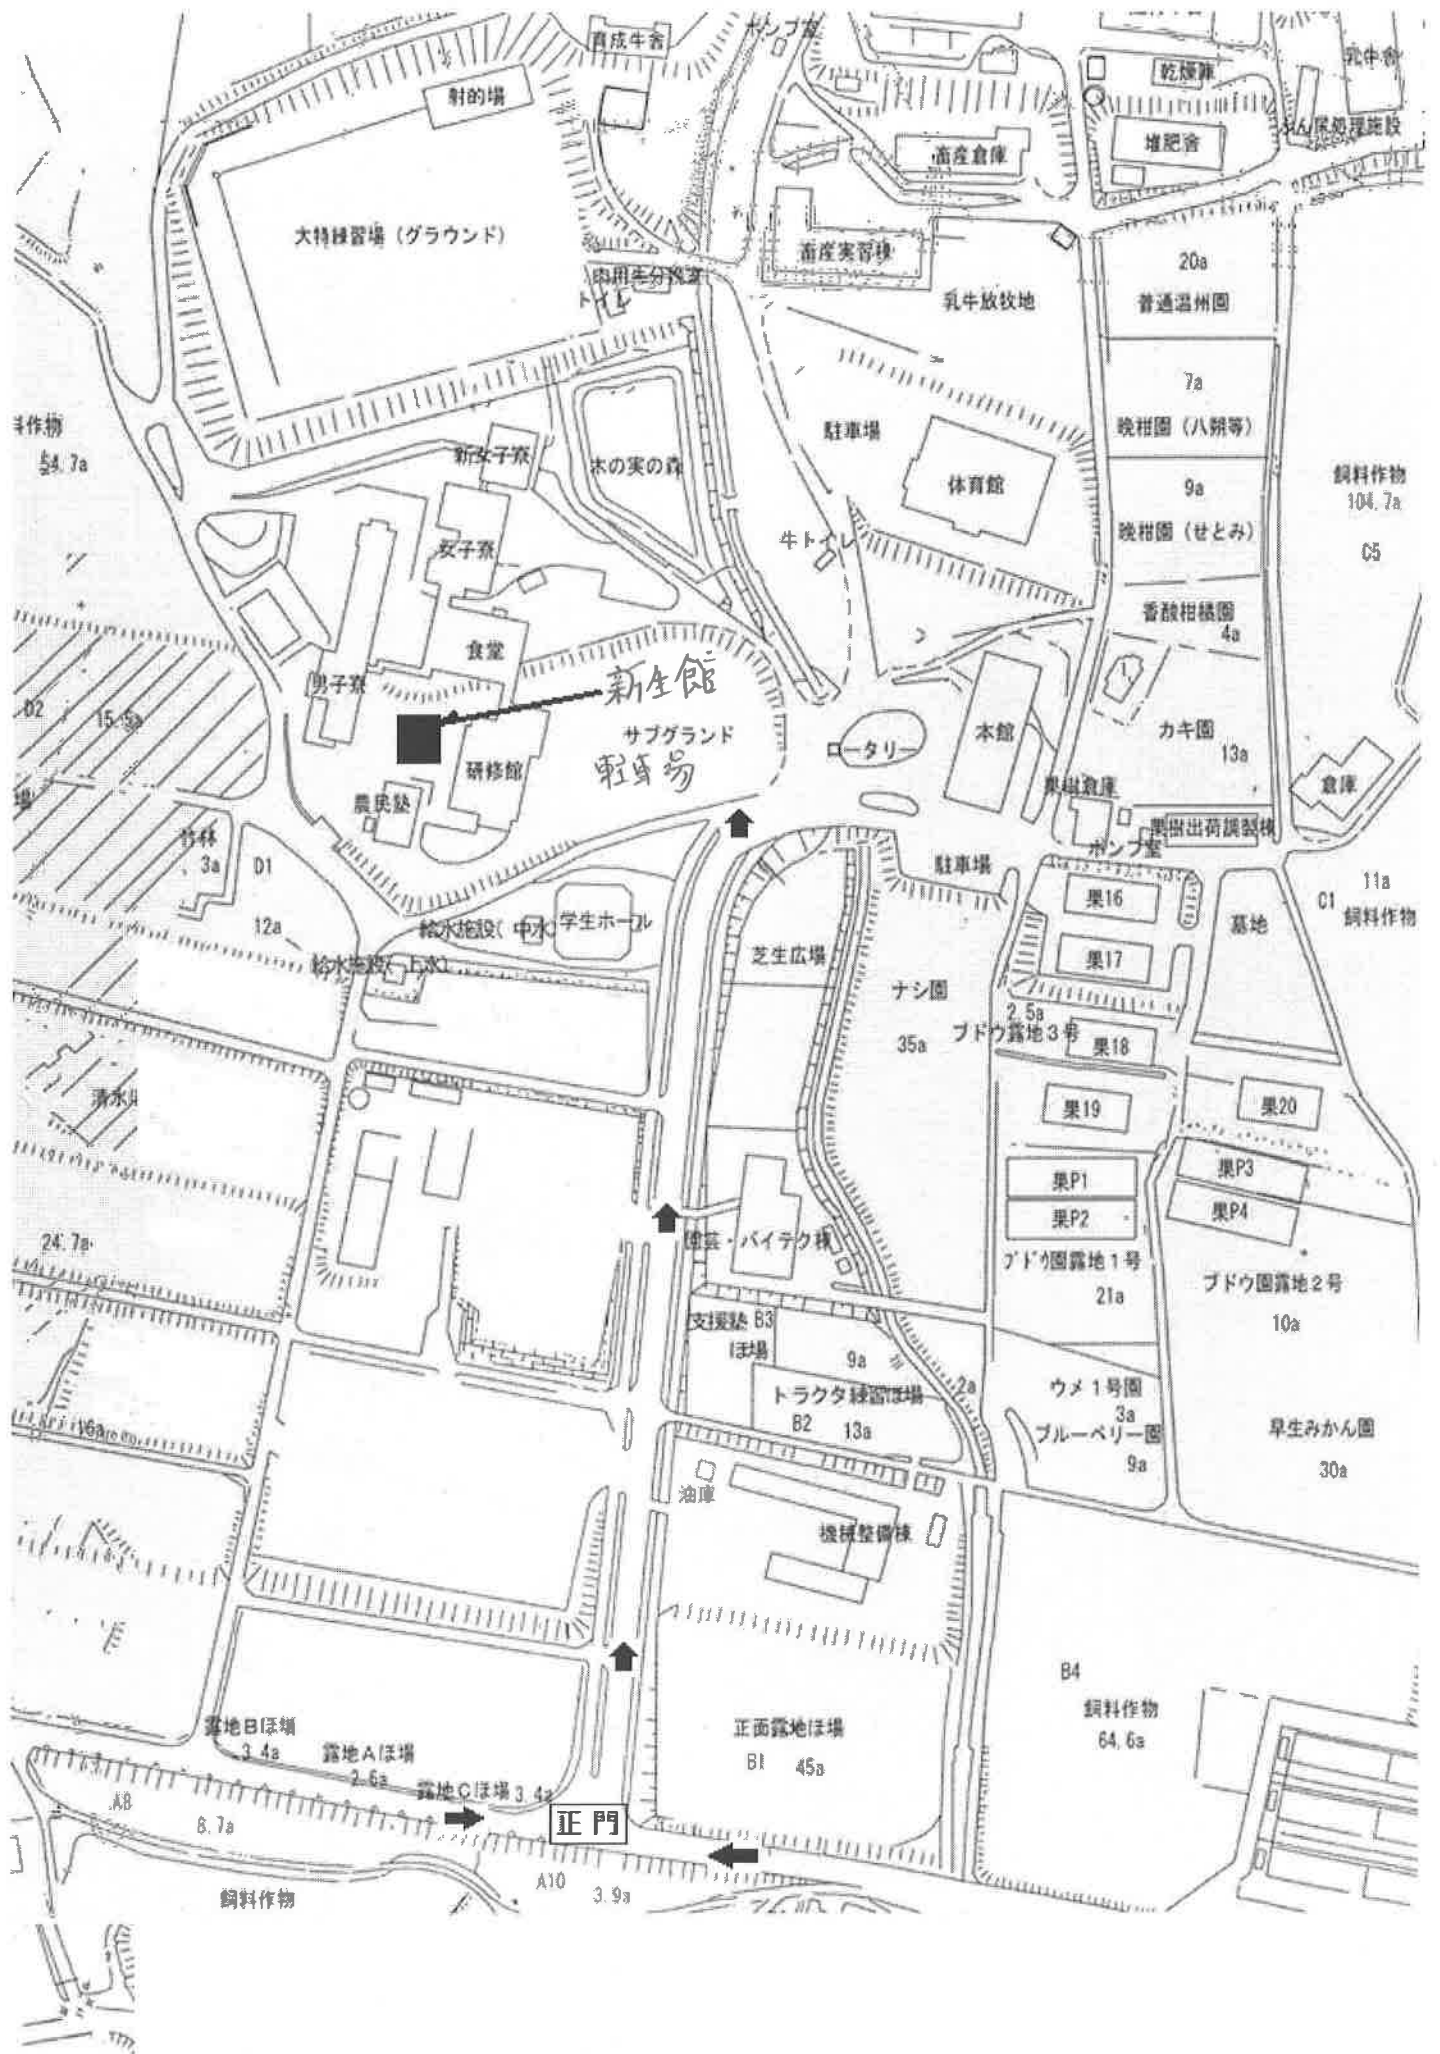 育成牛舎
ポンプ室
乳牛舎
乾燥庫
射的場
ふん尿処理施設
堆肥舎
畜産倉庫
大特練習場（グラウンド）
畜産実習棟
肉用牛分娩室
トイレ
20a
普通温州園
乳牛放牧地
7a
晩柑園（八朔等）
料作物
54.7a
駐車場
新女子寮
木の実の森
体育館
9a
晩柑園（せとみ）
飼料作物
104.7a
C5
女子寮
牛トイレ
香酸柑橘園
4a
食堂
男子寮
新生館
D2
15.5a
サブグランド
軽車場
ロータリー
本館
カキ園
13a
研修館
農民塾
果樹倉庫
倉庫
果樹出荷調製棟
ポンプ室
竹林
3a
D1
駐車場
11a
C1
飼料作物
果16
12a
給水施設（中水）
学生ホール
芝生広場
墓地
給水施設（上水）
果17
ナシ園
35a
2.5a
ブドウ露地3号
果18
清水
果19
果20
果P1
果P3
果P2
果P4
24.7a
園芸・バイテク棟
ブドウ園露地1号
21a
ブドウ園露地2号
10a
支援塾 B3
ほ場
9a
トラクタ練習ほ場
2a
B2
13a
ウメ1号園
3a
ブルーベリー園
9a
早生みかん園
30a
16a
油庫
機械整備棟
B4
飼料作物
64.6a
露地Bほ場
3.4a
露地Aほ場
2.6a
露地Cほ場 3.4a
正面露地ほ場
B1 45a
正門
A8
8.7a
A10
3.9a
飼料作物